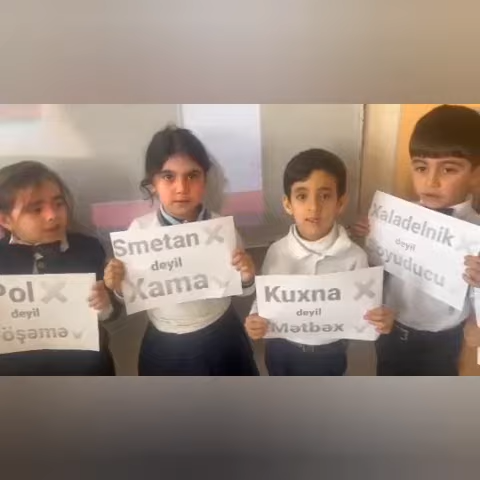 Pol
deyil
Döşəmə
Smetan
deyil
Xama
Kuxna
deyil
Mətbəx
Xaladelnik
deyil
Soyuducu